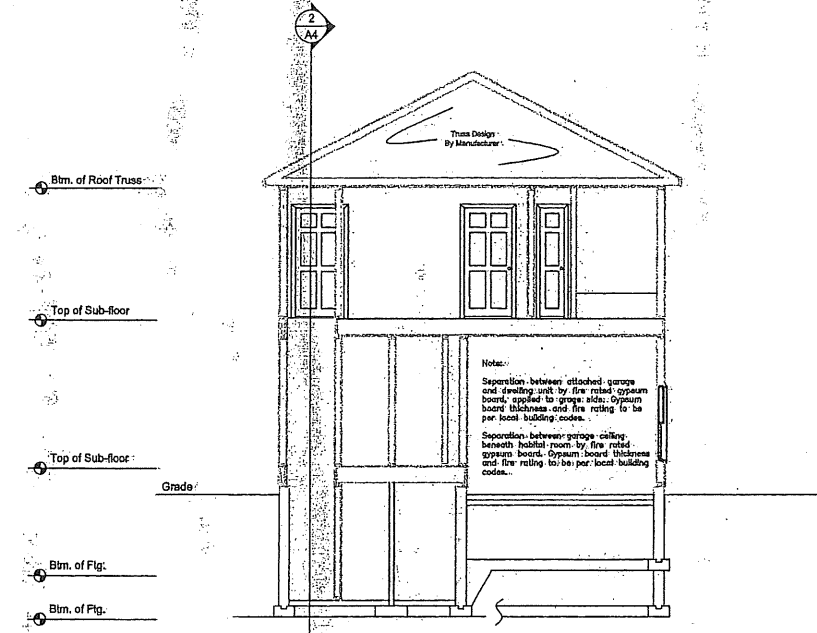 2
A4
Truss Design
By Manufacturer
Btm. of Roof Truss
Top of Sub-floor
Note:
Separation between attached garage
and dwelling unit by fire rated gypsum
board, applied to grage side. Gypsum
board thickness and fire rating to be
per local building codes.
Separation between garage ceiling
beneath habital room by fire rated
gypsum board. Gypsum board thickness
and fire rating to be per local building
codes.
Top of Sub-floor
Grade
Btm. of Ftg.
Btm. of Ftg.